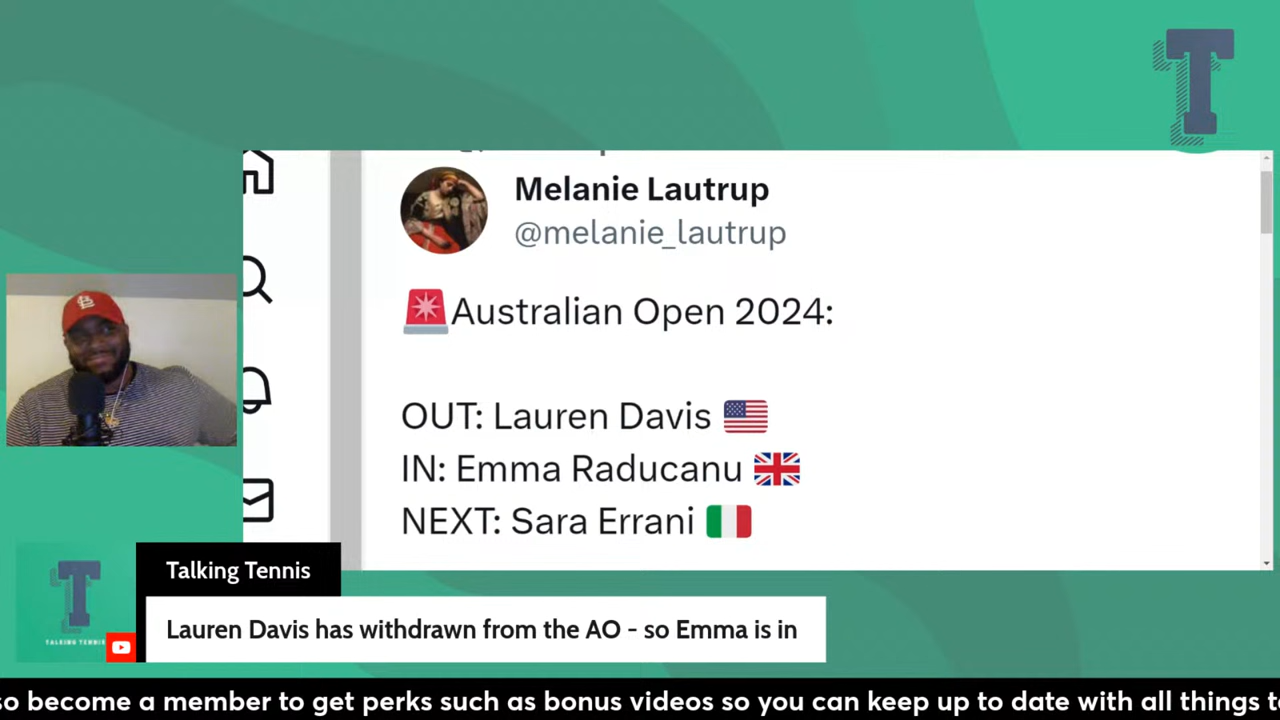 T
Melanie Lautrup
@melanie_lautrup
Australian Open 2024:
OUT: Lauren Davis
IN: Emma Raducanu
NEXT: Sara Errani
T
TALKING TENNIS
Talking Tennis
Lauren Davis has withdrawn from the AO - so Emma is in
so become a member to get perks such as bonus videos so you can keep up to date with all things